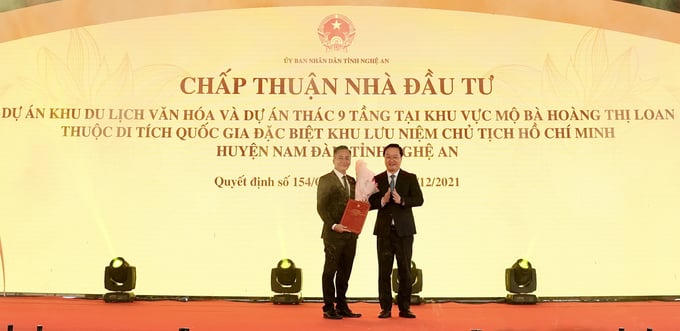 ỦY BAN NHÂN DÂN TỈNH NGHỆ AN
CHẤP THUẬN NHÀ ĐẦU TƯ
DỰ ÁN KHU DU LỊCH VĂN HÓA VÀ DỰ ÁN THÁC 9 TẦNG TẠI KHU VỰC MỘ BÀ HOÀNG THỊ LOAN
THUỘC DI TÍCH QUỐC GIA ĐẶC BIỆT KHU LƯU NIỆM CHỦ TỊCH HỒ CHÍ MINH
HUYỆN NAM ĐÀN, TỈNH NGHỆ AN
Quyết định số 154/ /12/2021